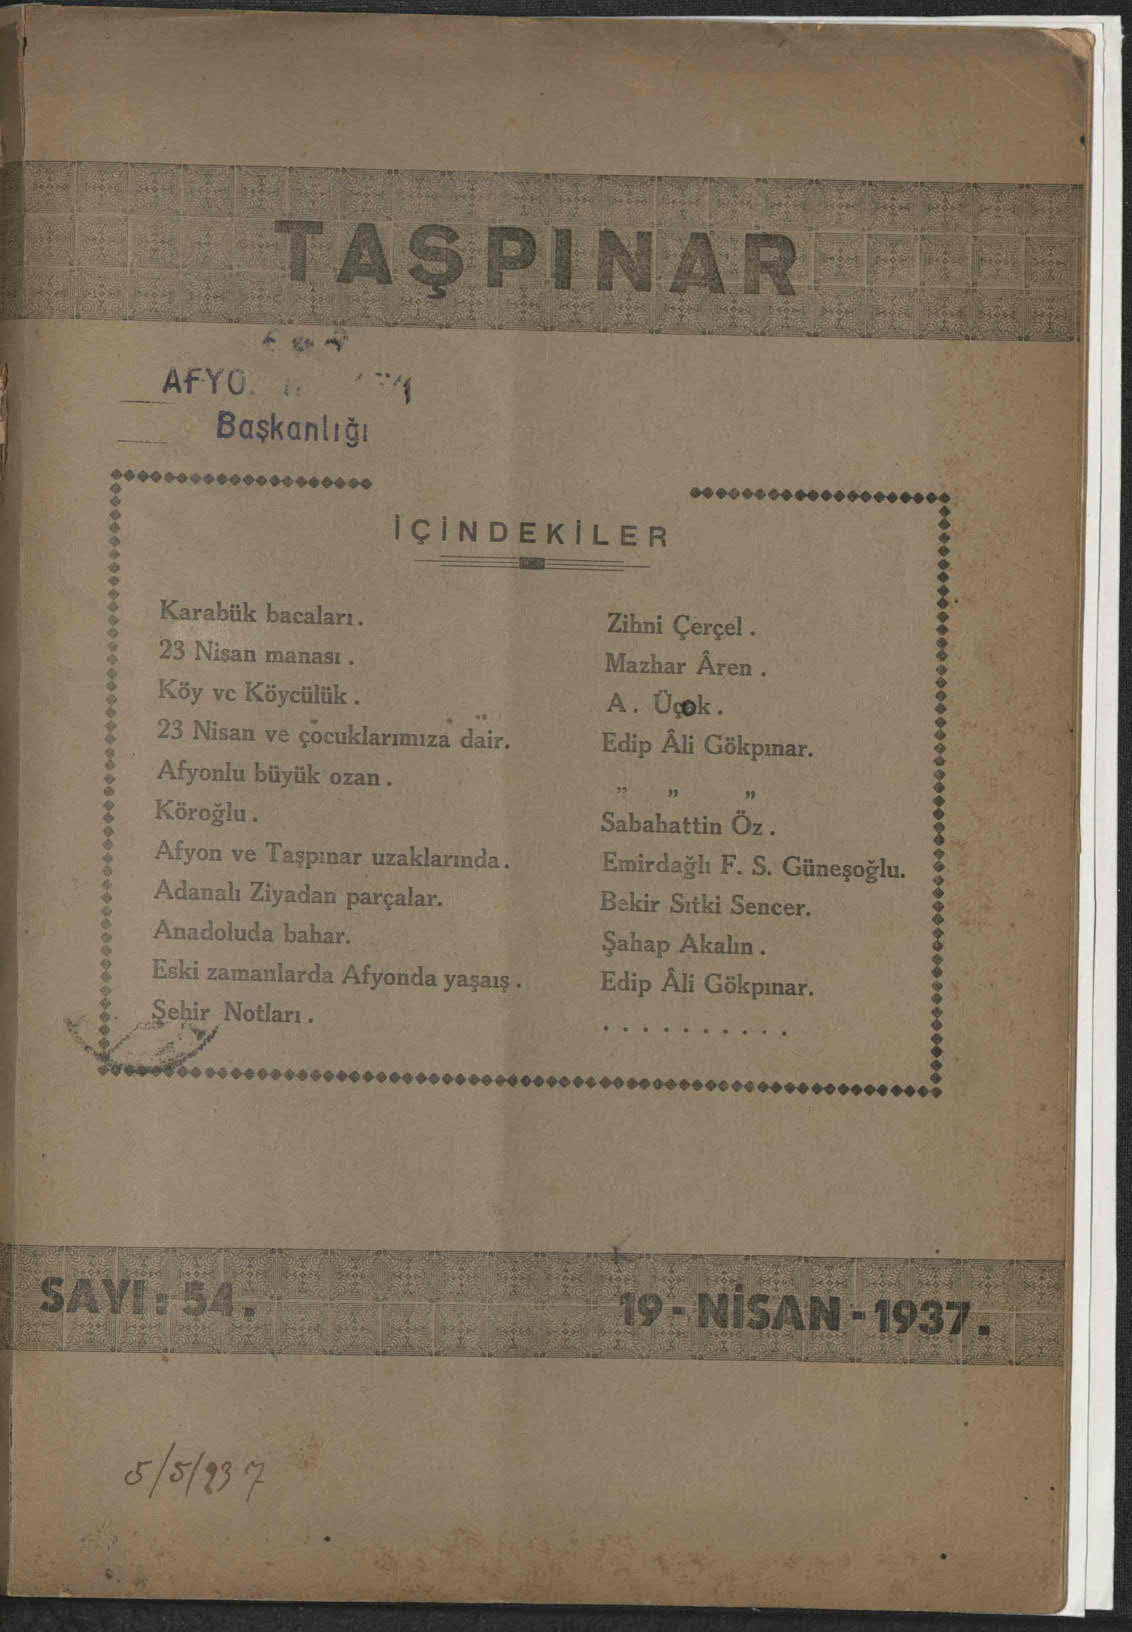 TAŞPINAR
Başkanlığı
İÇİNDEKİLER
Karabük bacaları. Zihni Çerçel.
23 Nisan manası. Mazhar Âren.
Köy ve Köycülük. A. Üçok.
23 Nisan ve çocuklarımıza dair. Edip Âli Gökpınar.
Afyonlu büyük ozan. „ „ „
Köroğlu. Sabahattin Öz.
Afyon ve Taşpınar uzaklarında. Emirdağlı F. S. Güneşoğlu.
Adanalı Ziyadan parçalar. Bekir Sıtki Sencer.
Anadoluda bahar. Şahap Akalın.
Eski zamanlarda Afyonda yaşaış. Edip Âli Gökpınar.
Şehir Notları. . . . . . . . . . .
SAYI: 54. 19-NİSAN-1937.
5/5/937